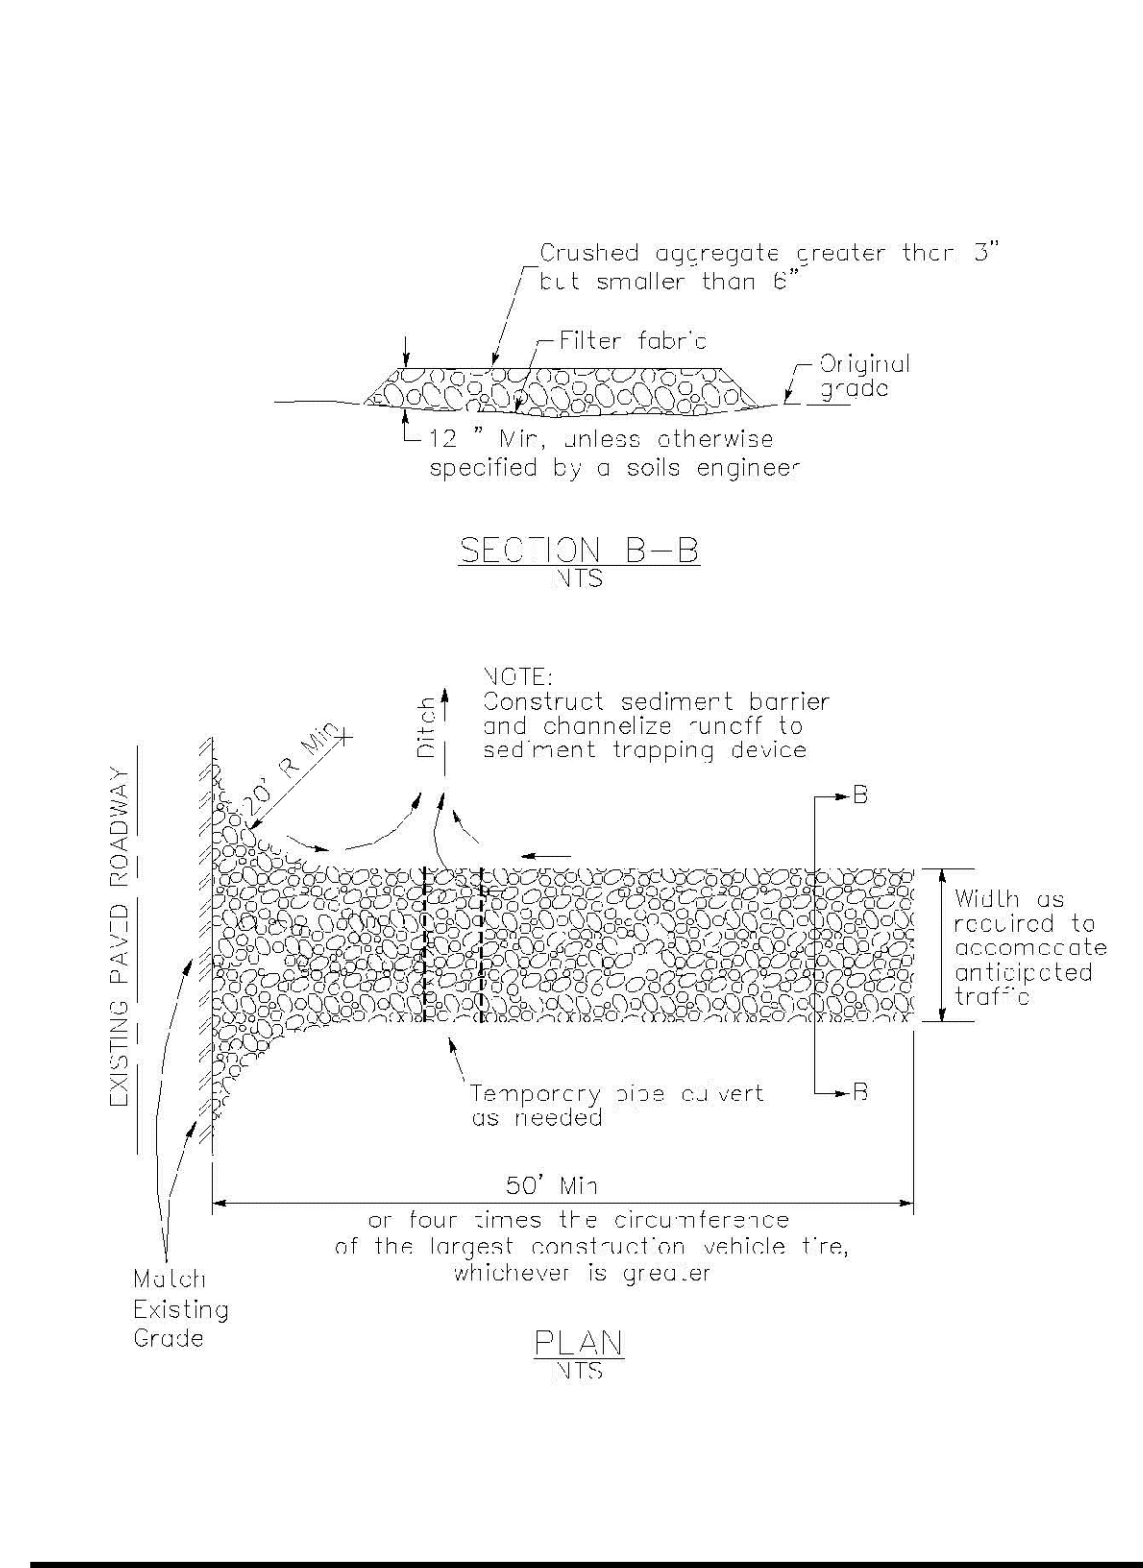 Crushed aggregate greater than 3"
but smaller than 6"
Filter fabric
Original
grade
12 " Min, unless otherwise
specified by a soils engineer
SECTION B-B
NTS
NOTE:
Construct sediment barrier
and channelize runoff to
sediment trapping device
Ditch
20' R Min
EXISTING PAVED ROADWAY
B
Width as
required to
accomodate
anticipated
traffic
B
Temporary pipe culvert
as needed
50' Min
or four times the circumference
of the largest construction vehicle tire,
whichever is greater
Match
Existing
Grade
PLAN
NTS